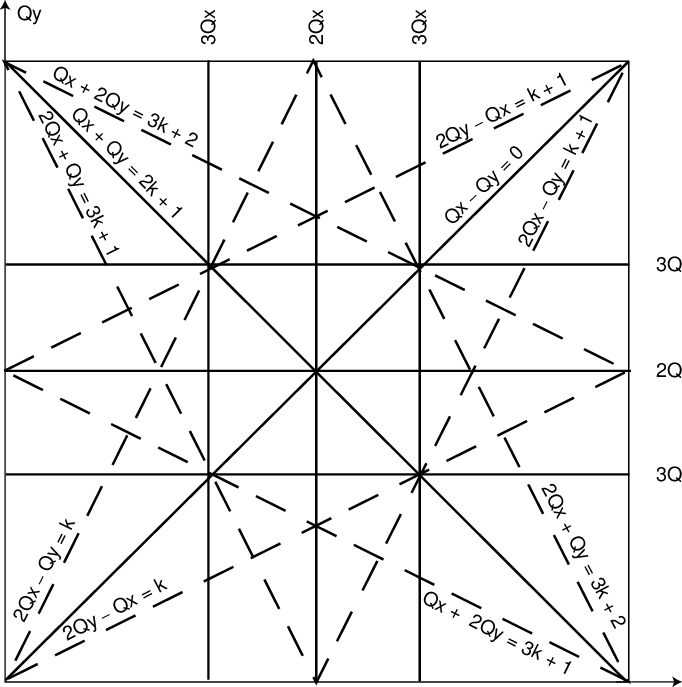 Qy
3Qx
2Qx
3Qx
Qx + 2Qy = 3k + 2
2Qy – Qx = k + 1
Qx + Qy = 2k + 1
2Qx + Qy = 3k + 1
Qx – Qy = 0
2Qx – Qy = k + 1
3Q
2Q
3Q
2Qx – Qy = k
2Qy – Qx = k
2Qx + Qy = 3k + 2
Qx + 2Qy = 3k + 1